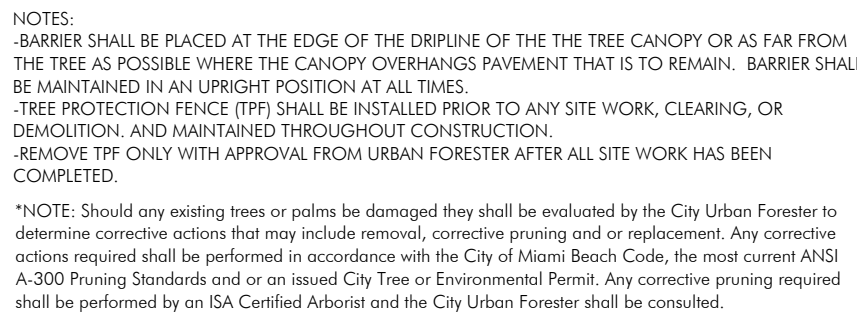 NOTES:
-BARRIER SHALL BE PLACED AT THE EDGE OF THE DRIPLINE OF THE THE TREE CANOPY OR AS FAR FROM
THE TREE AS POSSIBLE WHERE THE CANOPY OVERHANGS PAVEMENT THAT IS TO REMAIN. BARRIER SHALL
BE MAINTAINED IN AN UPRIGHT POSITION AT ALL TIMES.
-TREE PROTECTION FENCE (TPF) SHALL BE INSTALLED PRIOR TO ANY SITE WORK, CLEARING, OR
DEMOLITION. AND MAINTAINED THROUGHOUT CONSTRUCTION.
-REMOVE TPF ONLY WITH APPROVAL FROM URBAN FORESTER AFTER ALL SITE WORK HAS BEEN
COMPLETED.
*NOTE: Should any existing trees or palms be damaged they shall be evaluated by the City Urban Forester to
determine corrective actions that may include removal, corrective pruning and or replacement. Any corrective
actions required shall be performed in accordance with the City of Miami Beach Code, the most current ANSI
A-300 Pruning Standards and or an issued City Tree or Environmental Permit. Any corrective pruning required
shall be performed by an ISA Certified Arborist and the City Urban Forester shall be consulted.